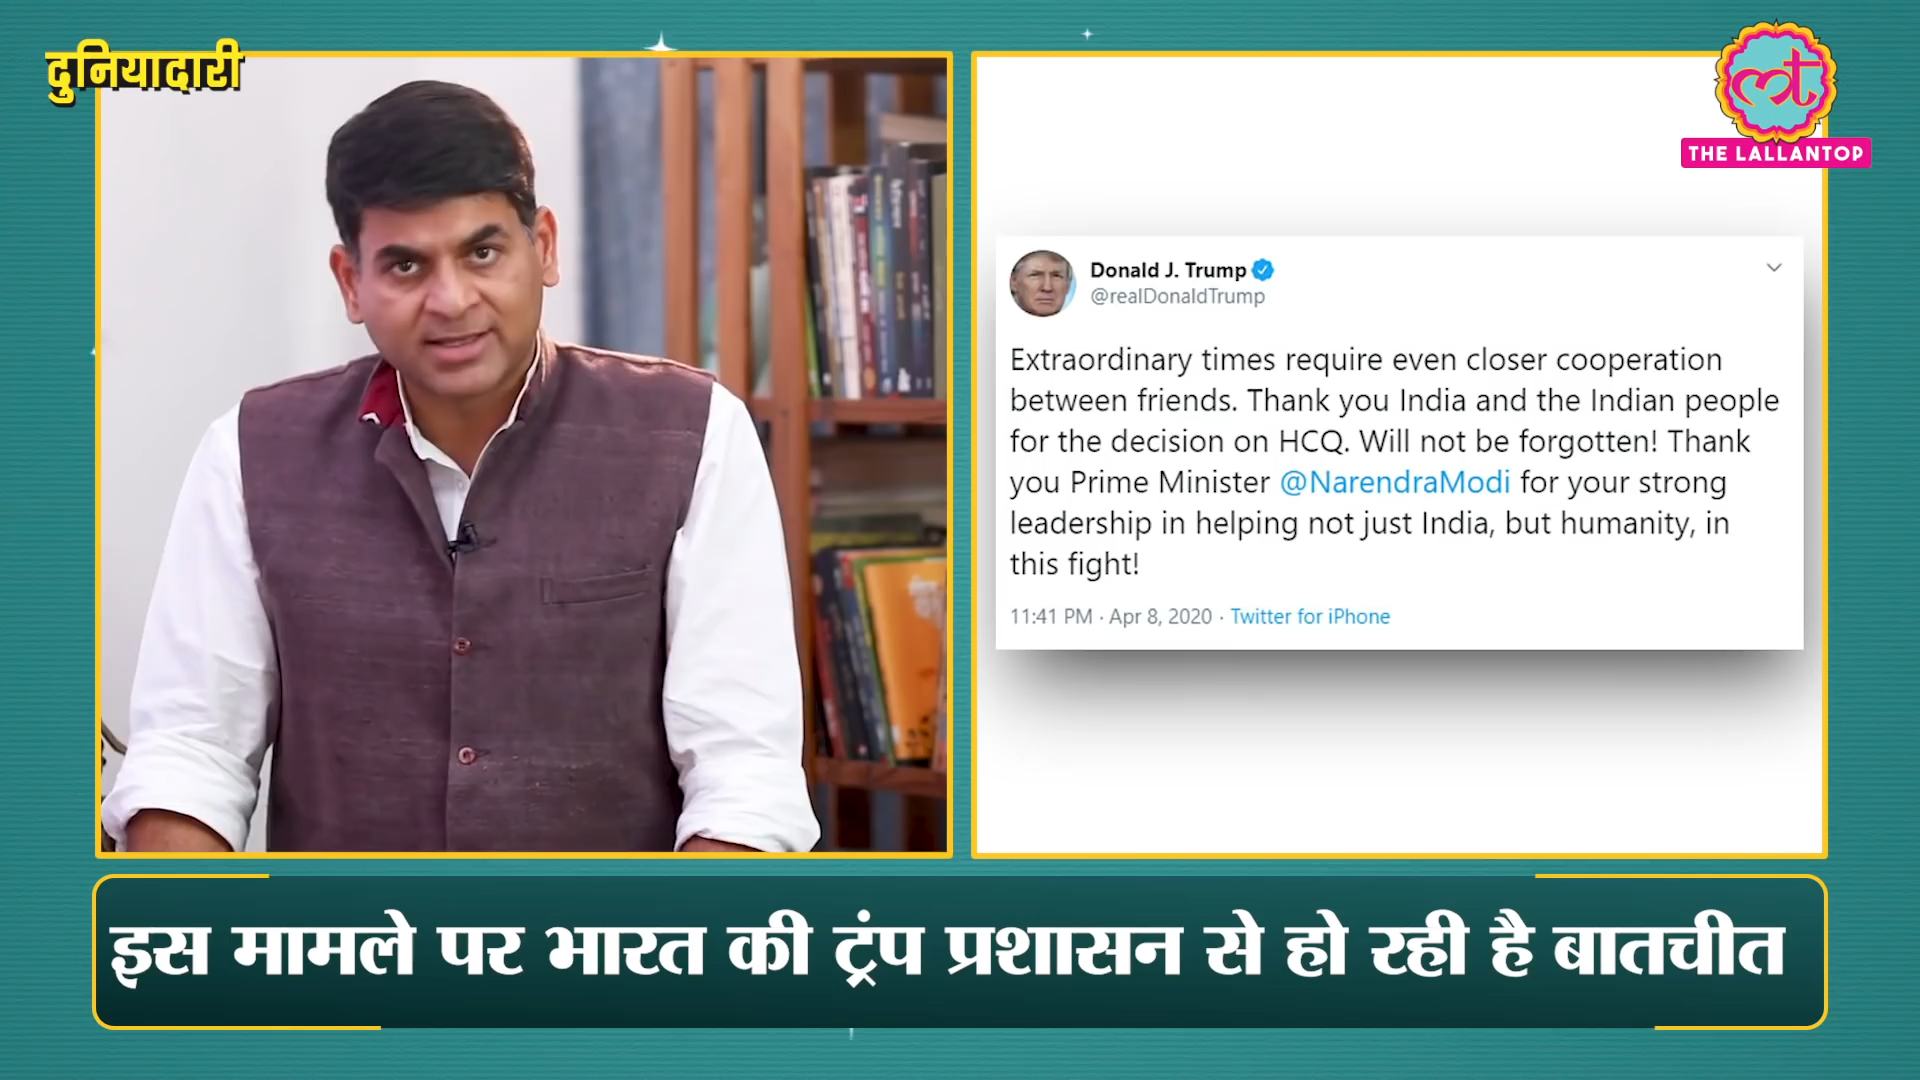 दुनियादारी
THE LALLANTOP
Donald J. Trump
@realDonaldTrump
Extraordinary times require even closer cooperation
between friends. Thank you India and the Indian people
for the decision on HCQ. Will not be forgotten! Thank
you Prime Minister @NarendraModi for your strong
leadership in helping not just India, but humanity, in
this fight!
11:41 PM · Apr 8, 2020 · Twitter for iPhone
इस मामले पर भारत की ट्रंप प्रशासन से हो रही है बातचीत